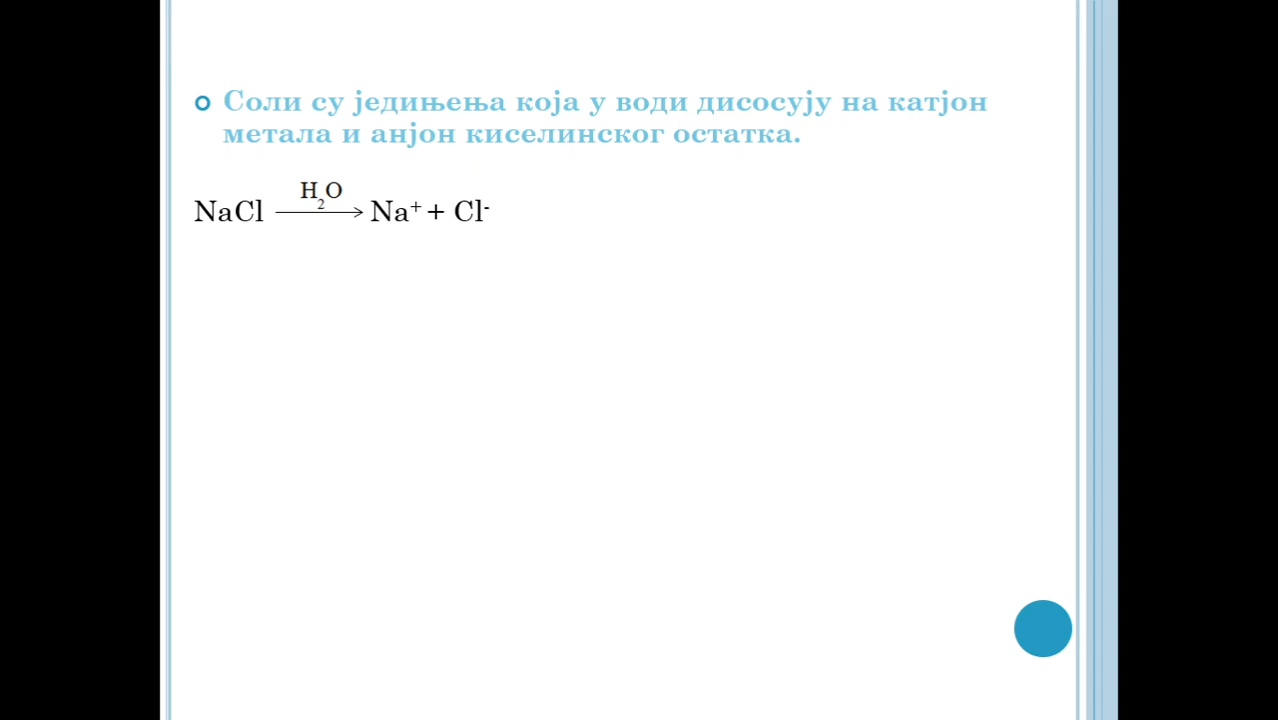 Соли су једињења која у води дисосују на катјон
метала и анјон киселинског остатка.
H₂O
NaCl ⟶ Na⁺ + Cl⁻